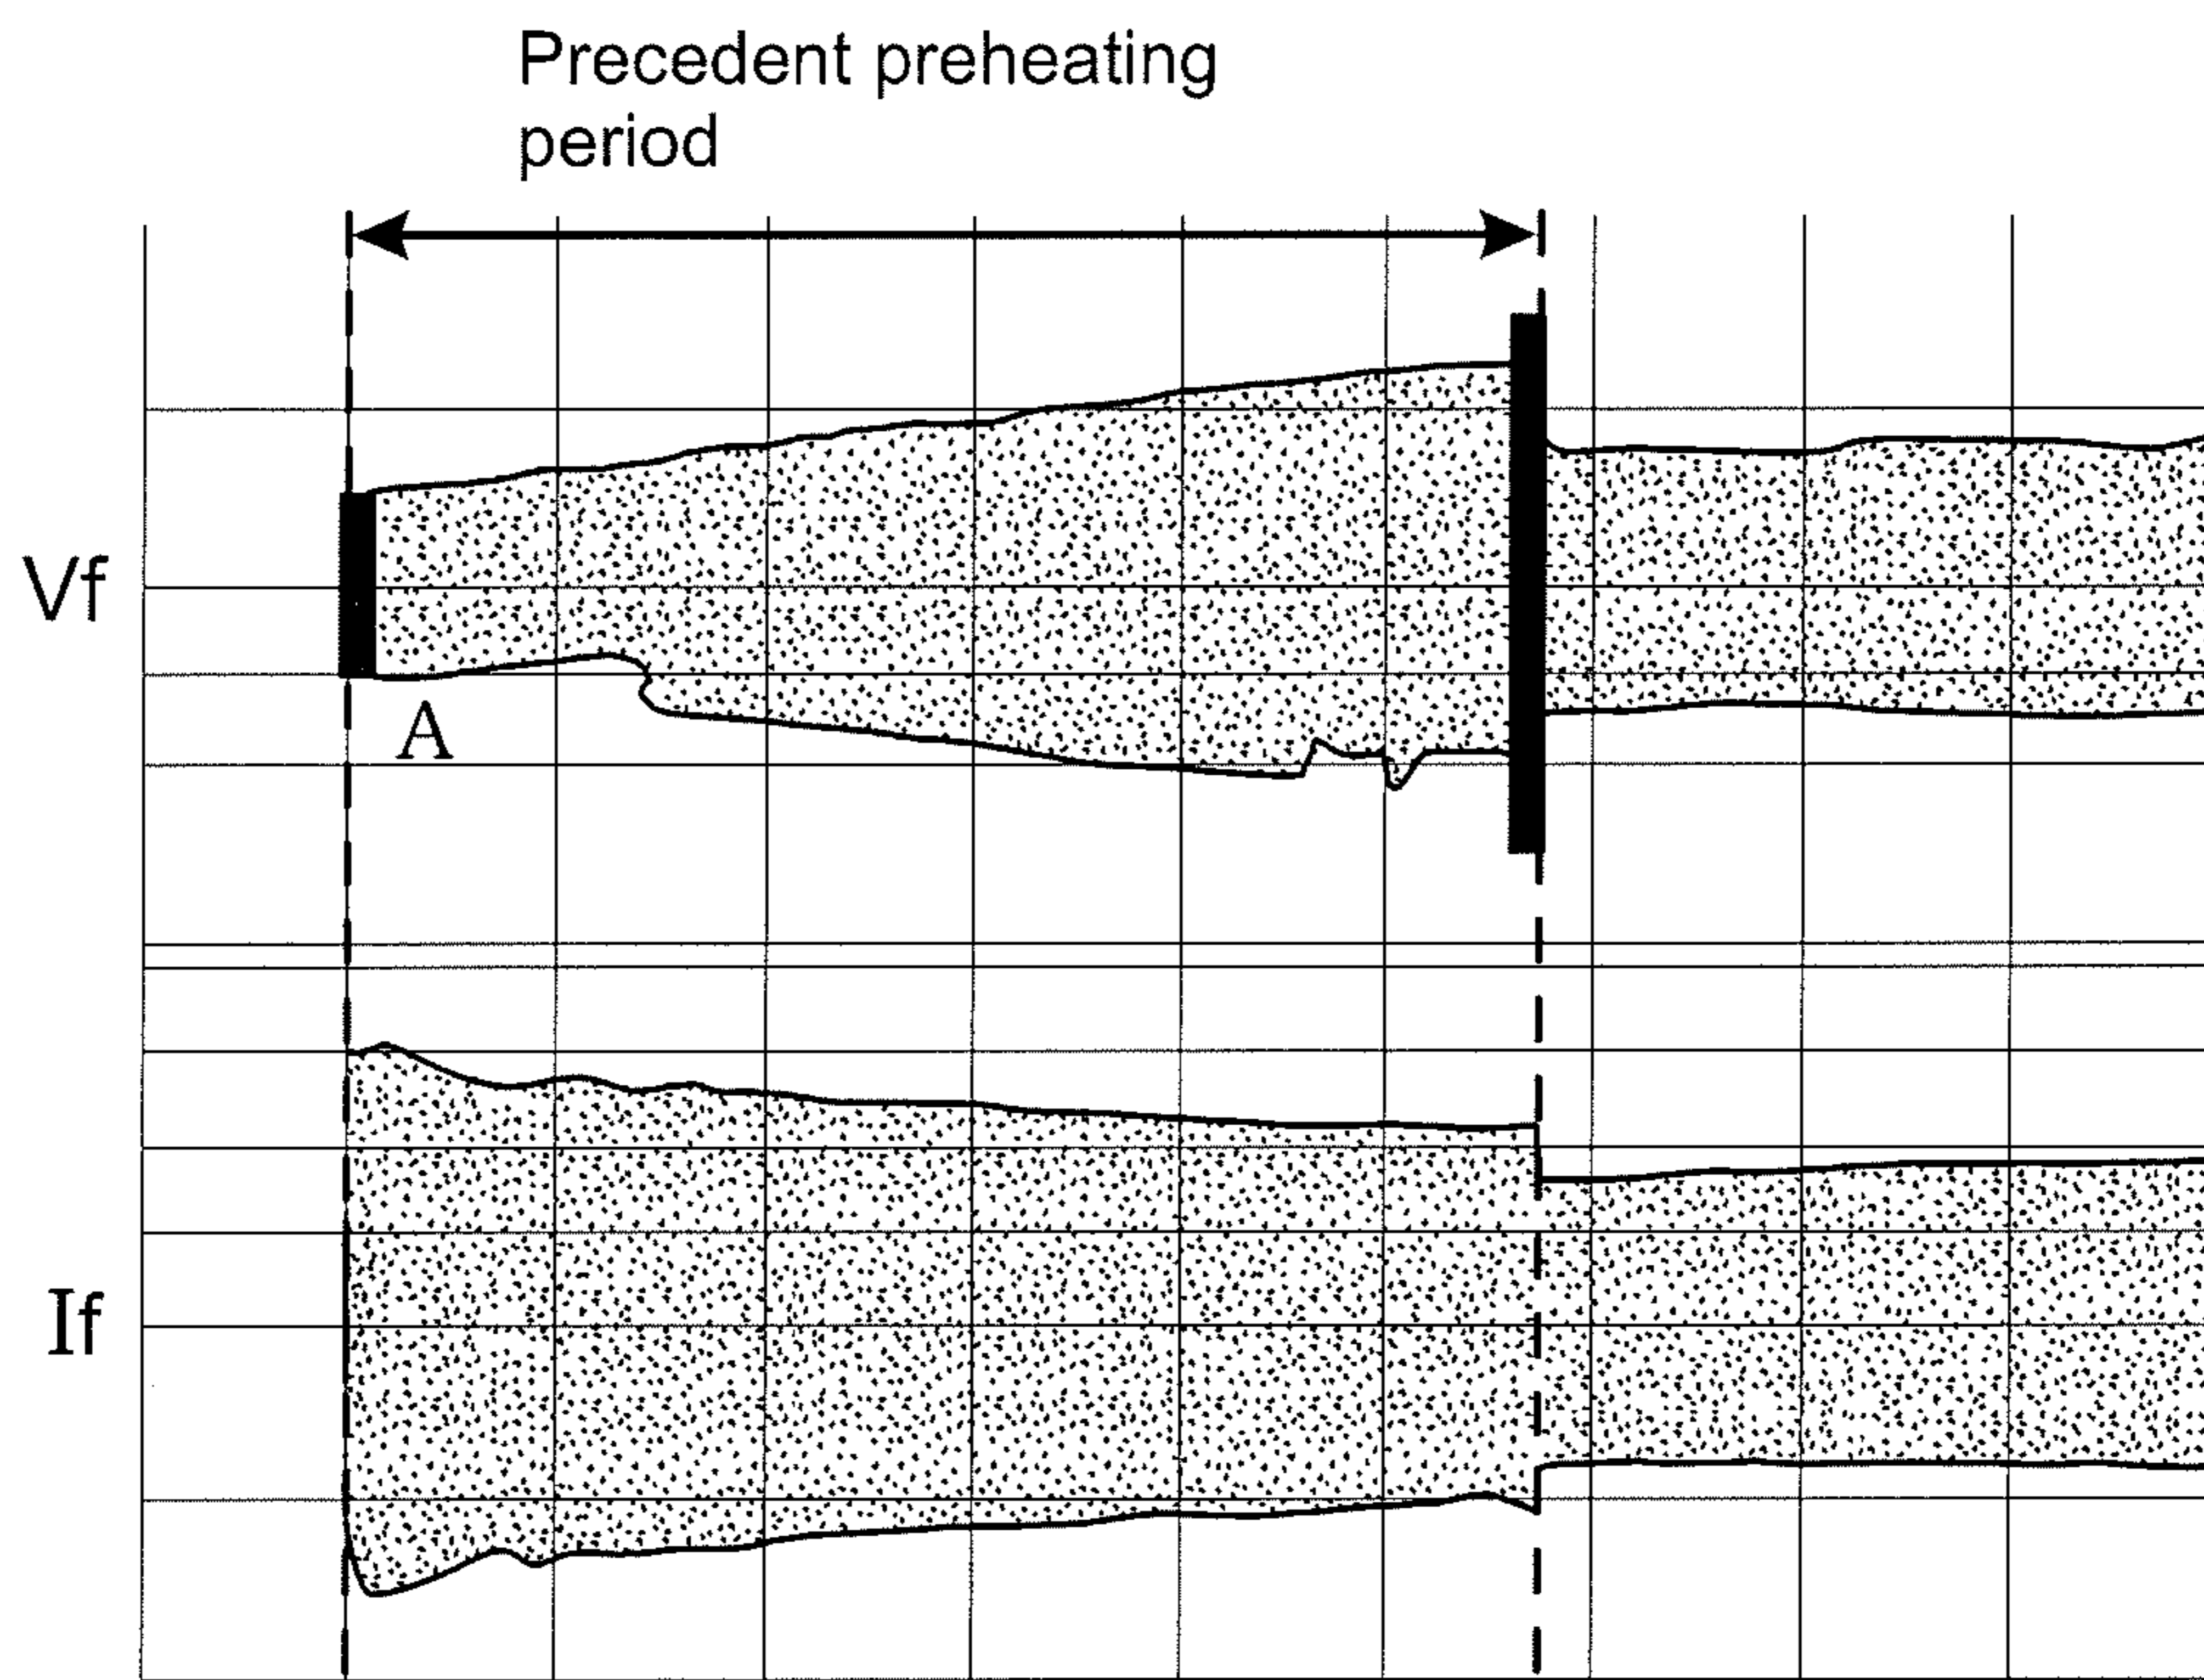 Precedent preheating
period
Vf
A
If